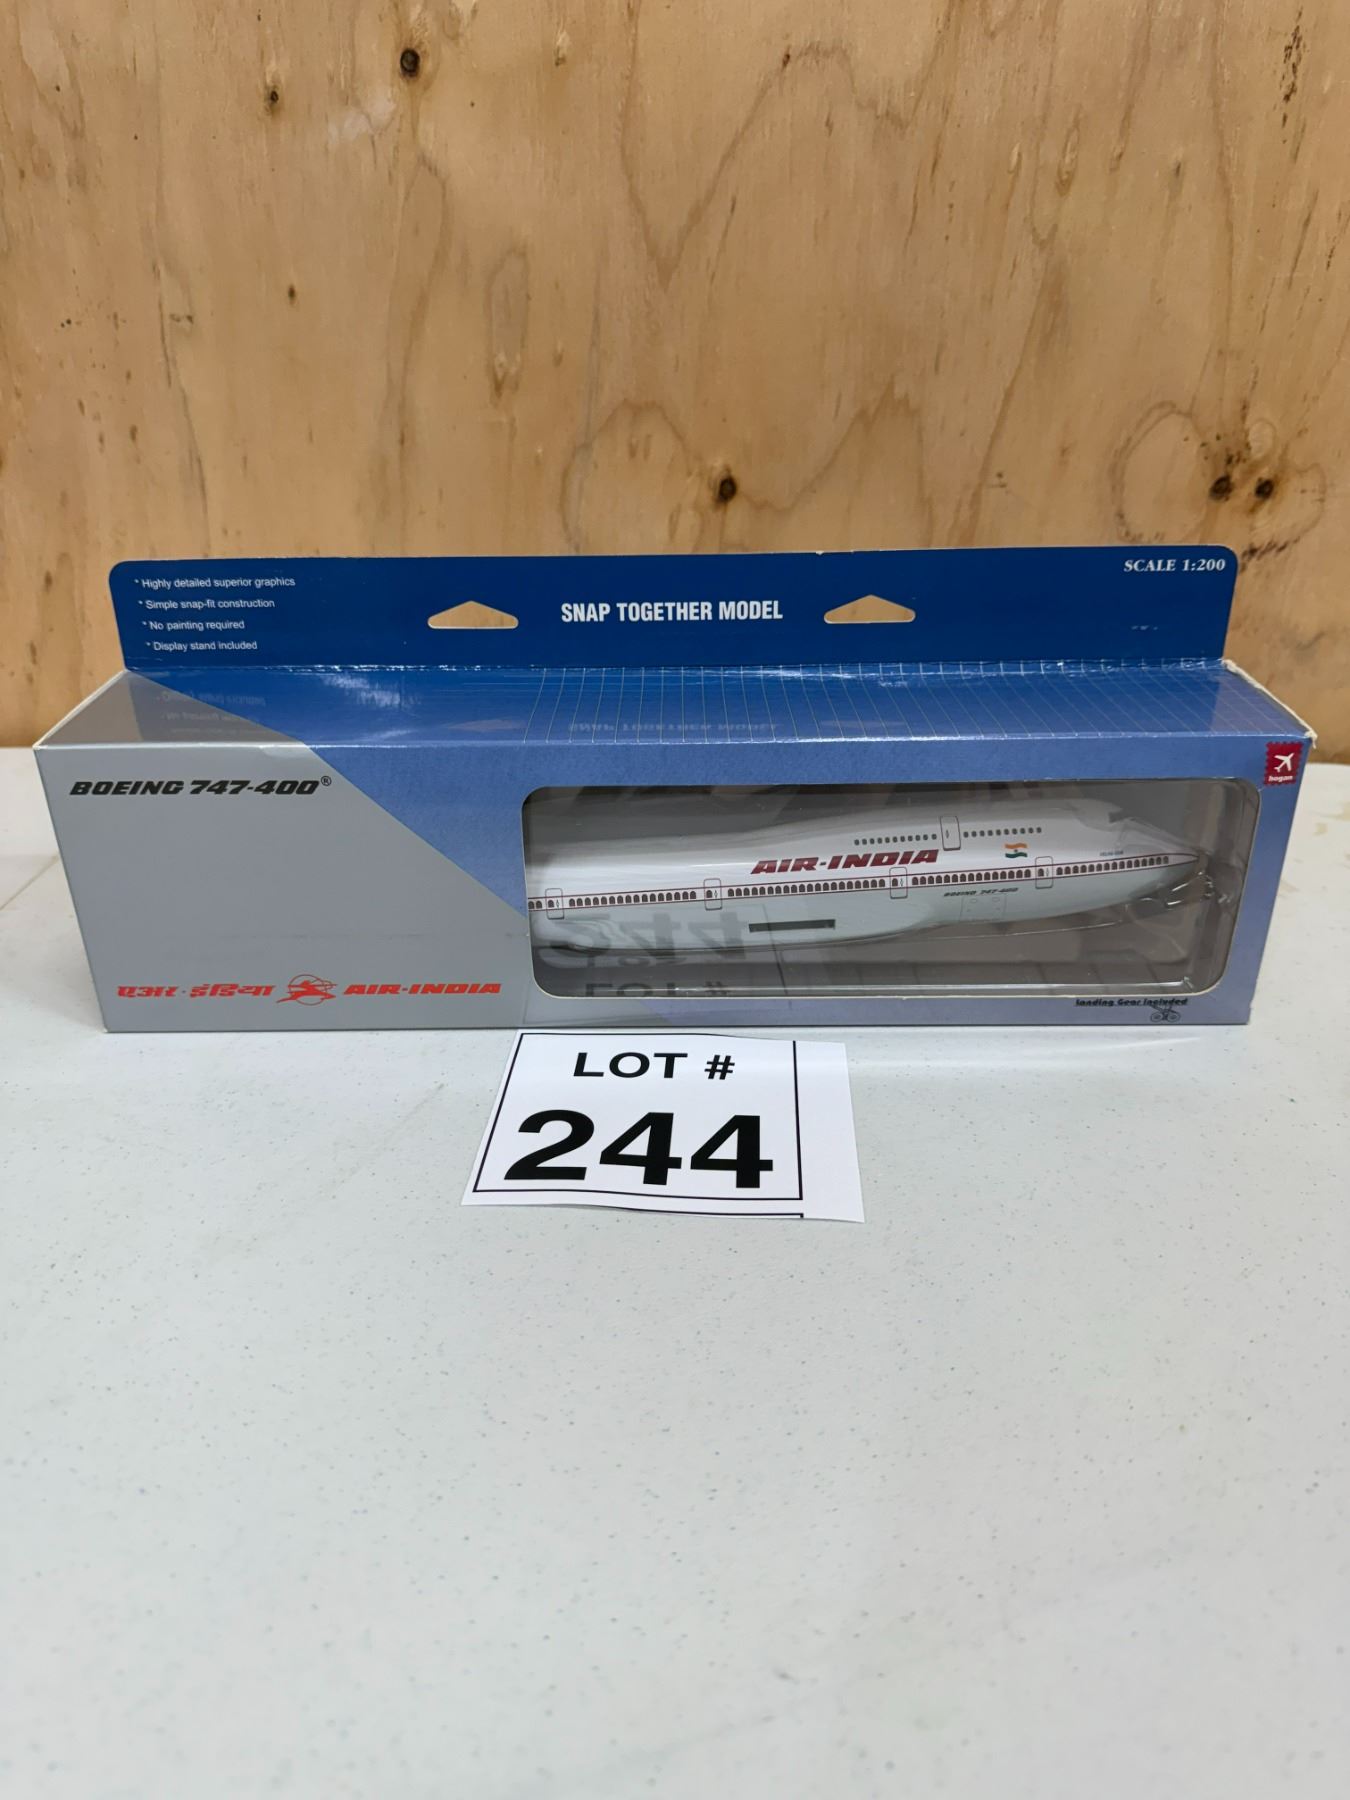 * Highly detailed superior graphics
* Simple snap-fit construction
* No painting required
* Display stand included
SNAP TOGETHER MODEL
SCALE 1:200
BOEING 747-400®
hogan
AIR-INDIA
BOEING 747-400
एअर-इंडिया AIR-INDIA
Landing Gear Included
LOT #
244